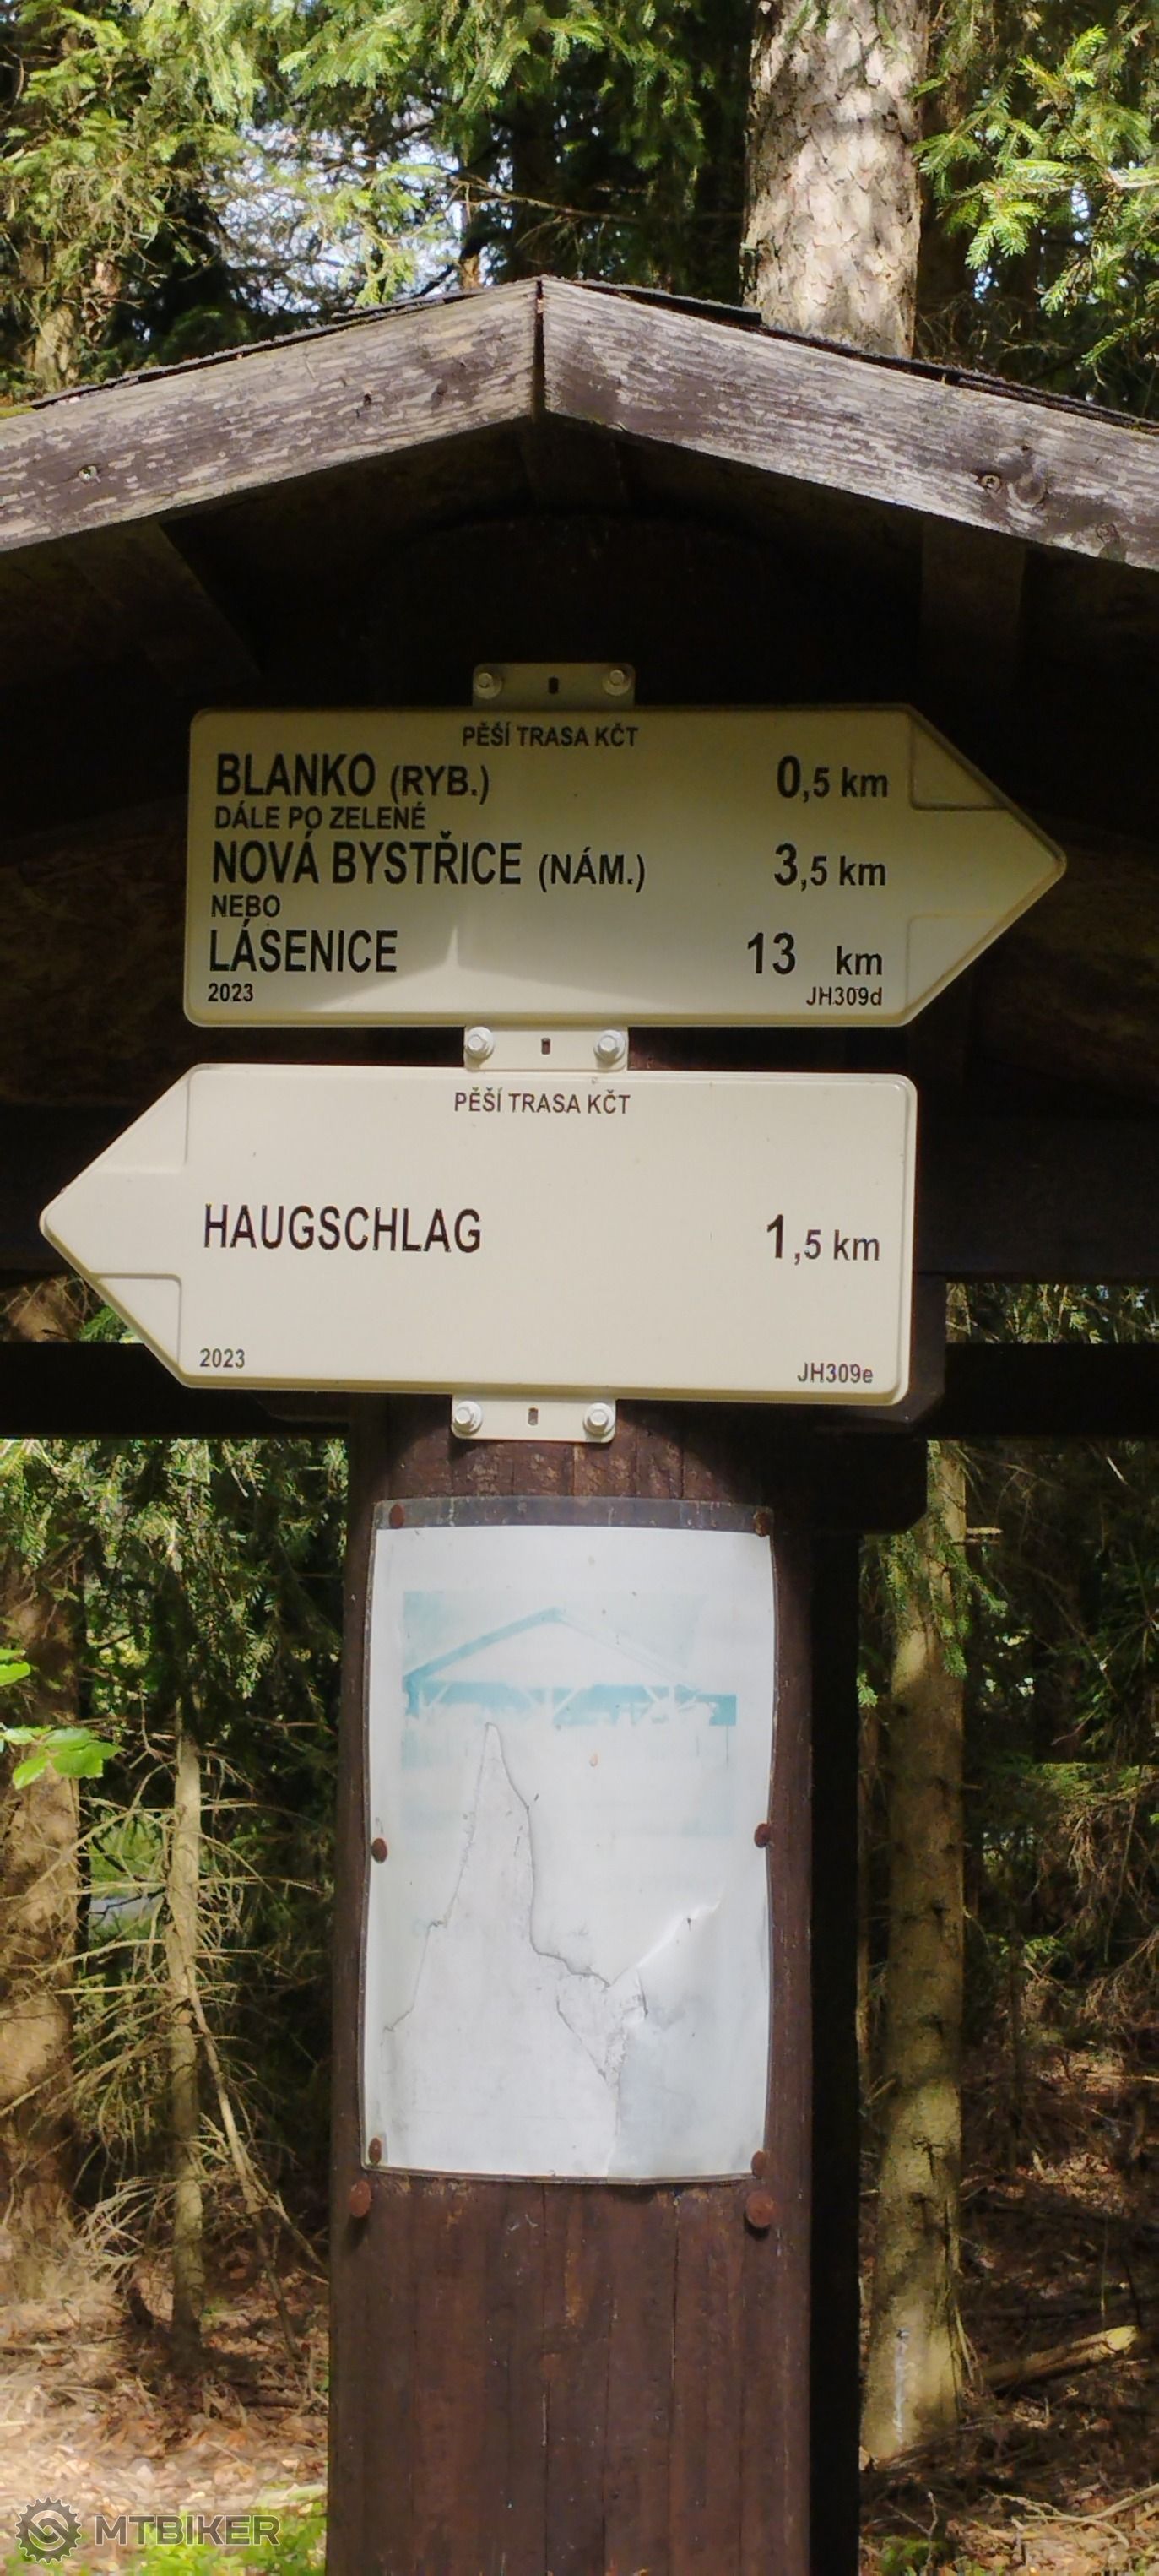 PĚŠÍ TRASA KČT
BLANKO (RYB.) 0,5 km
DÁLE PO ZELENÉ
NOVÁ BYSTŘICE (NÁM.) 3,5 km
NEBO
LÁSENICE 13 km
2023 JH309d
PĚŠÍ TRASA KČT
HAUGSCHLAG 1,5 km
2023 JH309e
MTBIKER